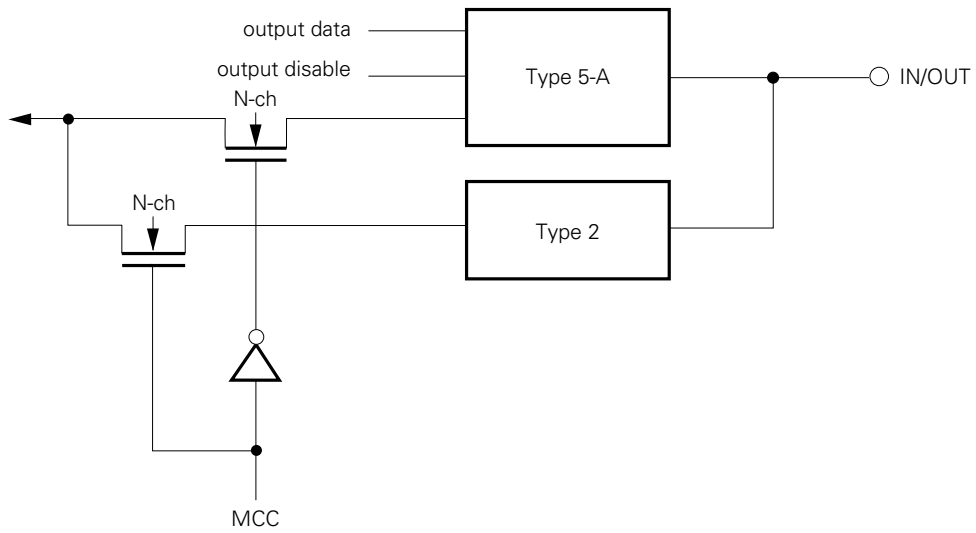 output data
output disable
N-ch
Type 5-A
IN/OUT
N-ch
Type 2
MCC